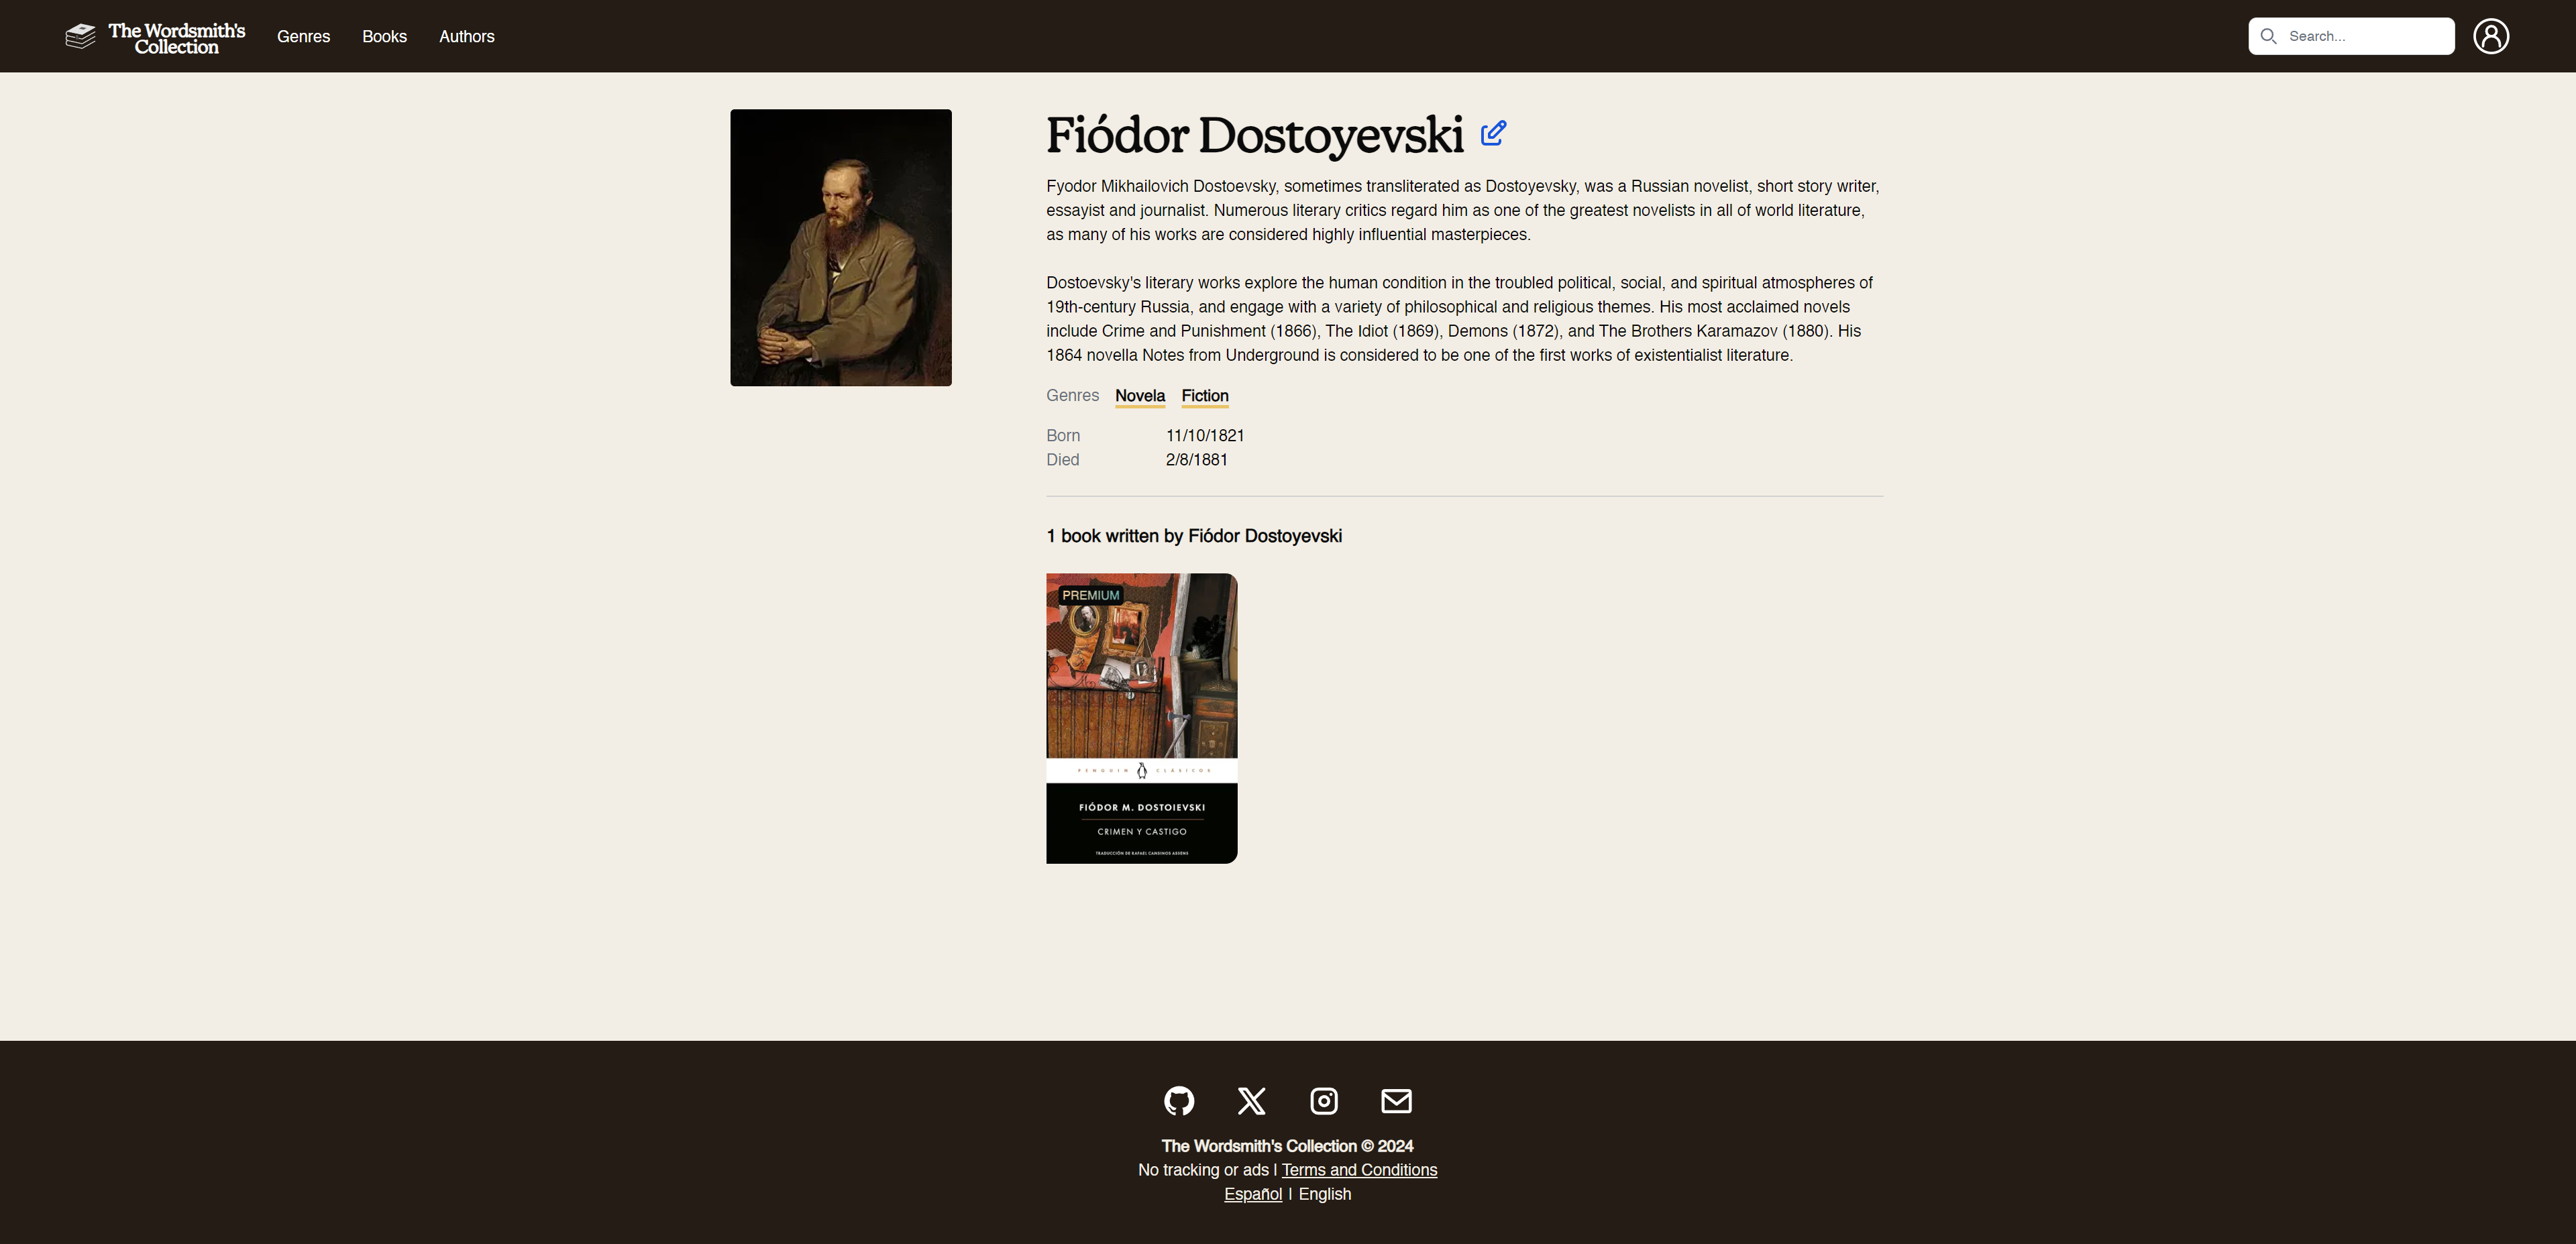 The Wordsmith's
Collection
Genres
Books
Authors
Search...
Fiódor Dostoyevski
Fyodor Mikhailovich Dostoevsky, sometimes transliterated as Dostoyevsky, was a Russian novelist, short story writer,
essayist and journalist. Numerous literary critics regard him as one of the greatest novelists in all of world literature,
as many of his works are considered highly influential masterpieces.
Dostoevsky's literary works explore the human condition in the troubled political, social, and spiritual atmospheres of
19th-century Russia, and engage with a variety of philosophical and religious themes. His most acclaimed novels
include Crime and Punishment (1866), The Idiot (1869), Demons (1872), and The Brothers Karamazov (1880). His
1864 novella Notes from Underground is considered to be one of the first works of existentialist literature.
Genres Novela Fiction
Born 11/10/1821
Died 2/8/1881
1 book written by Fiódor Dostoyevski
PREMIUM
PENGUIN CLÁSICOS
FIÓDOR M. DOSTOIEVSKI
CRIMEN Y CASTIGO
TRADUCCIÓN DE RAFAEL CANSINOS ASSENS
The Wordsmith's Collection © 2024
No tracking or ads | Terms and Conditions
Español | English